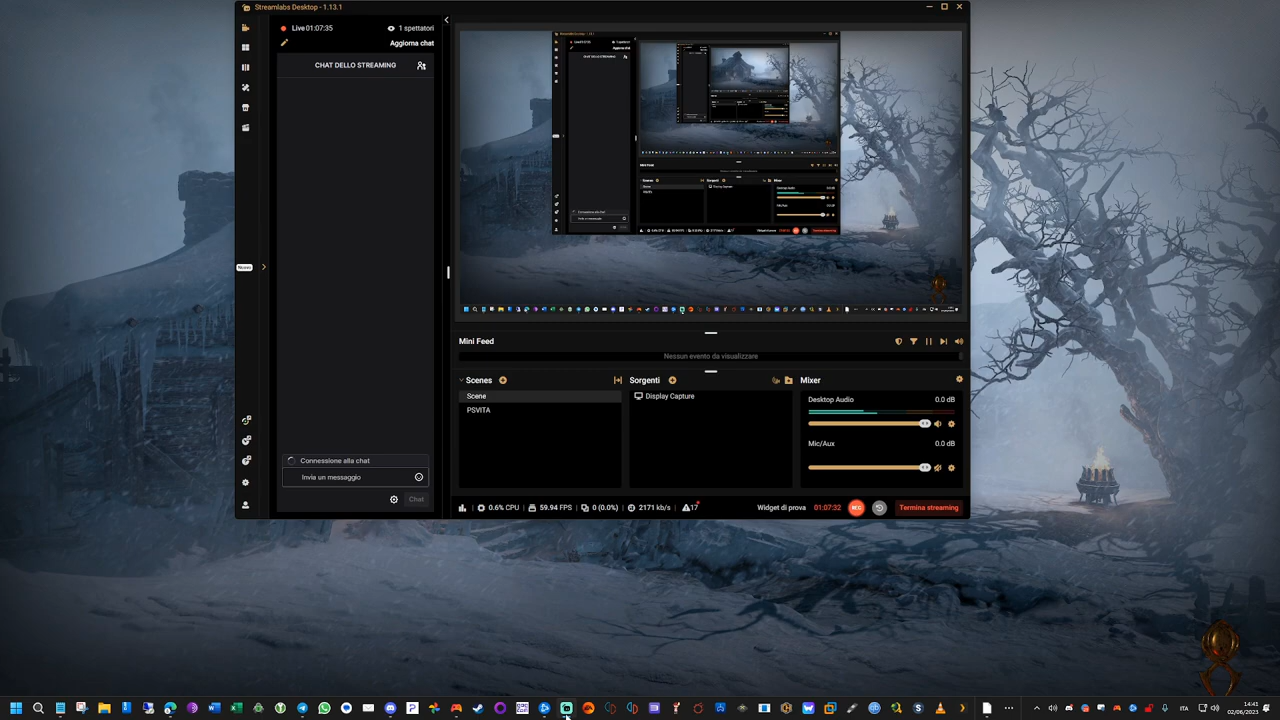 Streamlabs Desktop - 1.13.1
Live 01:07:35
1 spettatori
Aggiorna chat
CHAT DELLO STREAMING
Nuovo
Connessione alla chat
Invia un messaggio
Chat
Mini Feed
Nessun evento da visualizzare
Scenes
Scene
PSVITA
Sorgenti
Display Capture
Mixer
Desktop Audio
0.0 dB
Mic/Aux
0.0 dB
0.6% CPU
59.94 FPS
0 (0.0%)
2171 kb/s
17
Widget di prova
01:07:32
REC
Termina streaming
ITA
14:41
02/06/2023